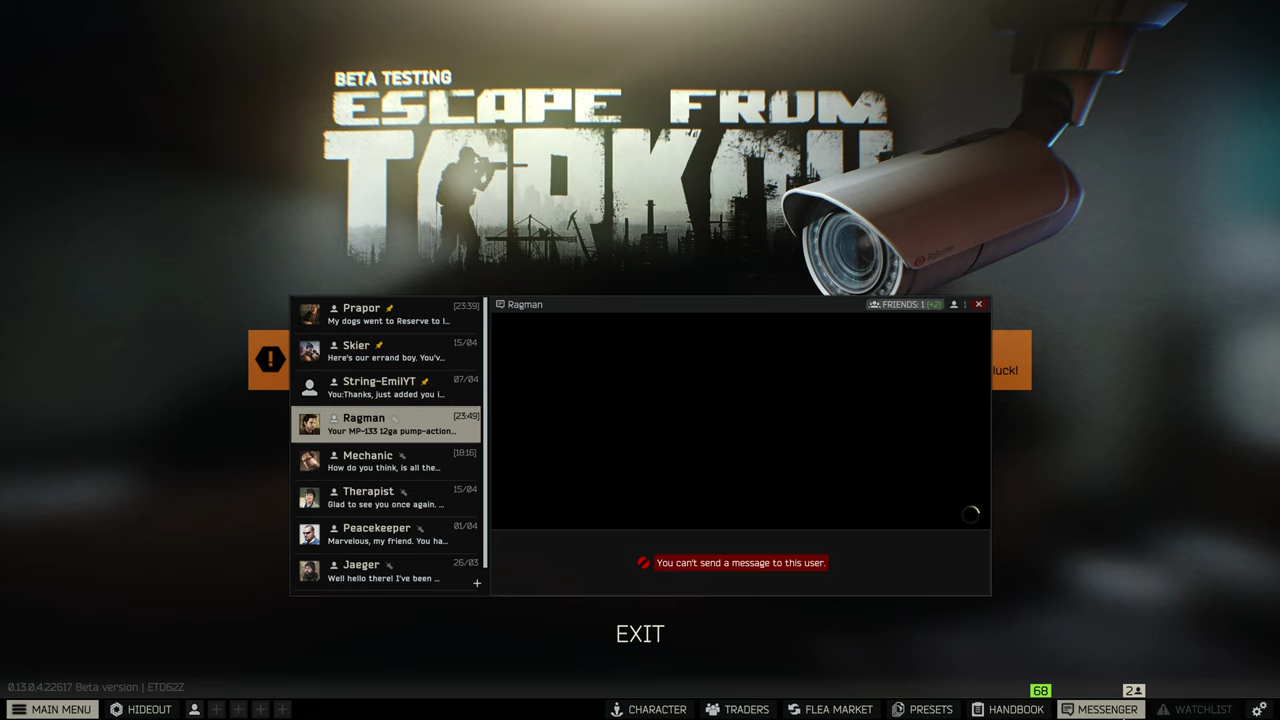 BETA TESTING
ESCAPE FROM
TARKOV
Prapor
[23:39]
My dogs went to Reserve to l...
Skier
15/04
Here's our errand boy. You'v...
String-EmilYT
07/04
You:Thanks, just added you i...
Ragman
[23:49]
Your MP-133 12ga pump-action...
Mechanic
[18:16]
How do you think, is all the...
Therapist
15/04
Glad to see you once again. ...
Peacekeeper
01/04
Marvelous, my friend. You ha...
Jaeger
26/03
Well hello there! I've been ...
+
Ragman
FRIENDS: 1 (+2)
1
luck!
You can't send a message to this user.
EXIT
0.13.0.4.22617 Beta version | ETD62Z
68
2
MAIN MENU
HIDEOUT
CHARACTER
TRADERS
FLEA MARKET
PRESETS
HANDBOOK
MESSENGER
WATCHLIST